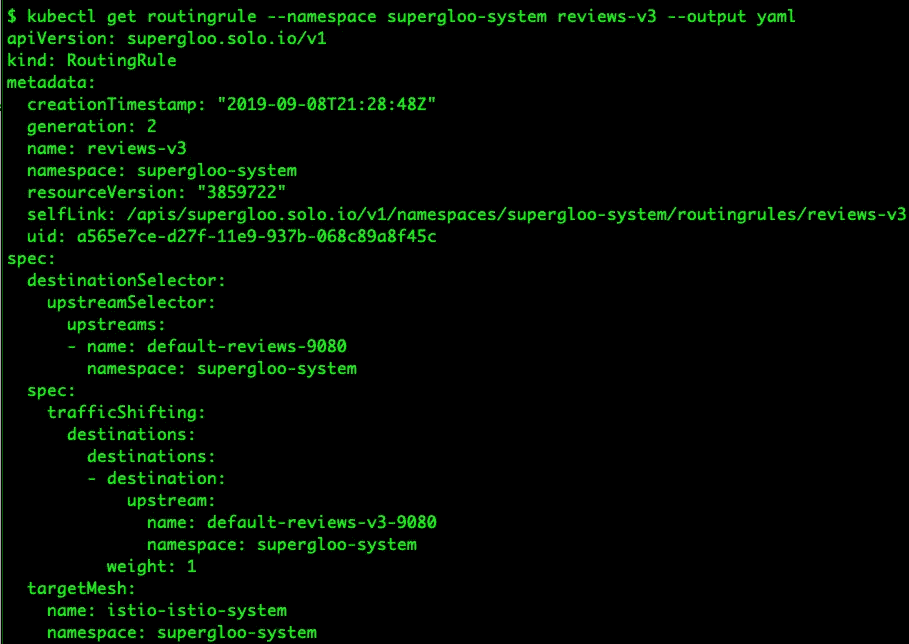 $ kubectl get routingrule --namespace supergloo-system reviews-v3 --output yaml
apiVersion: supergloo.solo.io/v1
kind: RoutingRule
metadata:
  creationTimestamp: "2019-09-08T21:28:48Z"
  generation: 2
  name: reviews-v3
  namespace: supergloo-system
  resourceVersion: "3859722"
  selfLink: /apis/supergloo.solo.io/v1/namespaces/supergloo-system/routingrules/reviews-v3
  uid: a565e7ce-d27f-11e9-937b-068c89a8f45c
spec:
  destinationSelector:
    upstreamSelector:
      upstreams:
      - name: default-reviews-9080
        namespace: supergloo-system
  spec:
    trafficShifting:
      destinations:
        destinations:
        - destination:
            upstream:
              name: default-reviews-v3-9080
              namespace: supergloo-system
          weight: 1
  targetMesh:
    name: istio-istio-system
    namespace: supergloo-system